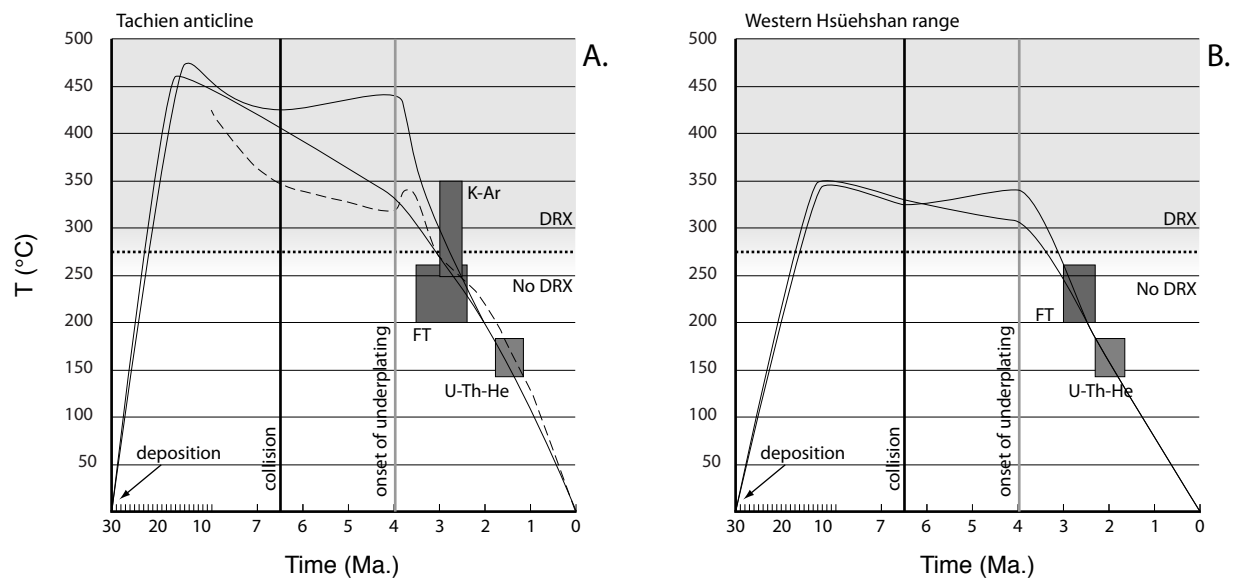 Tachien anticline
A.
500
450
400
350
300
250
200
150
100
50
T (°C)
K-Ar
DRX
No DRX
FT
U-Th-He
deposition
collision
onset of underplating
30 20 10 7 6 5 4 3 2 1 0
Time (Ma.)
Western Hsüehshan range
B.
500
450
400
350
300
250
200
150
100
50
DRX
No DRX
FT
U-Th-He
deposition
collision
onset of underplating
30 20 10 7 6 5 4 3 2 1 0
Time (Ma.)